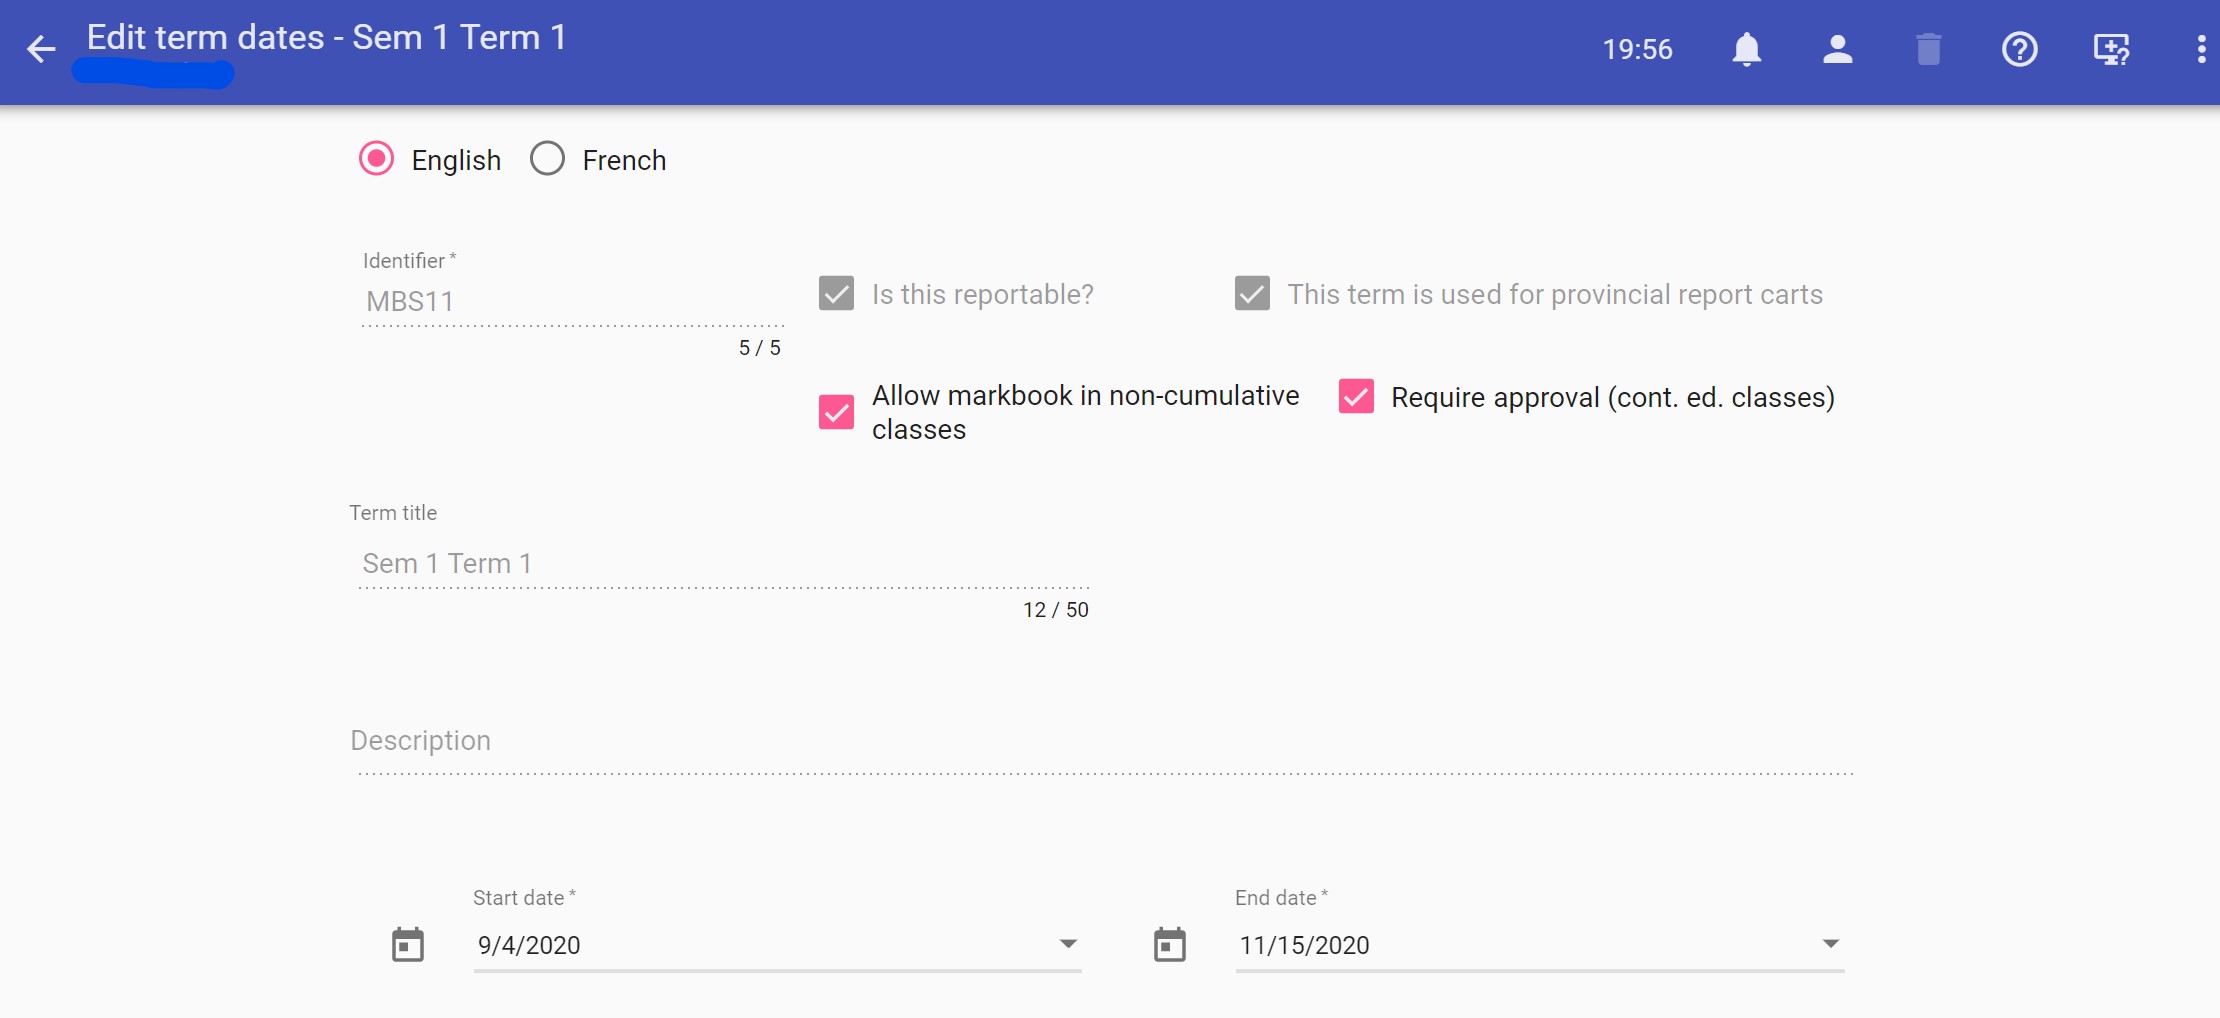 Edit term dates - Sem 1 Term 1
19:56
English
French
Identifier *
MBS11
5 / 5
Is this reportable?
This term is used for provincial report carts
Allow markbook in non-cumulative
classes
Require approval (cont. ed. classes)
Term title
Sem 1 Term 1
12 / 50
Description
Start date *
9/4/2020
End date *
11/15/2020